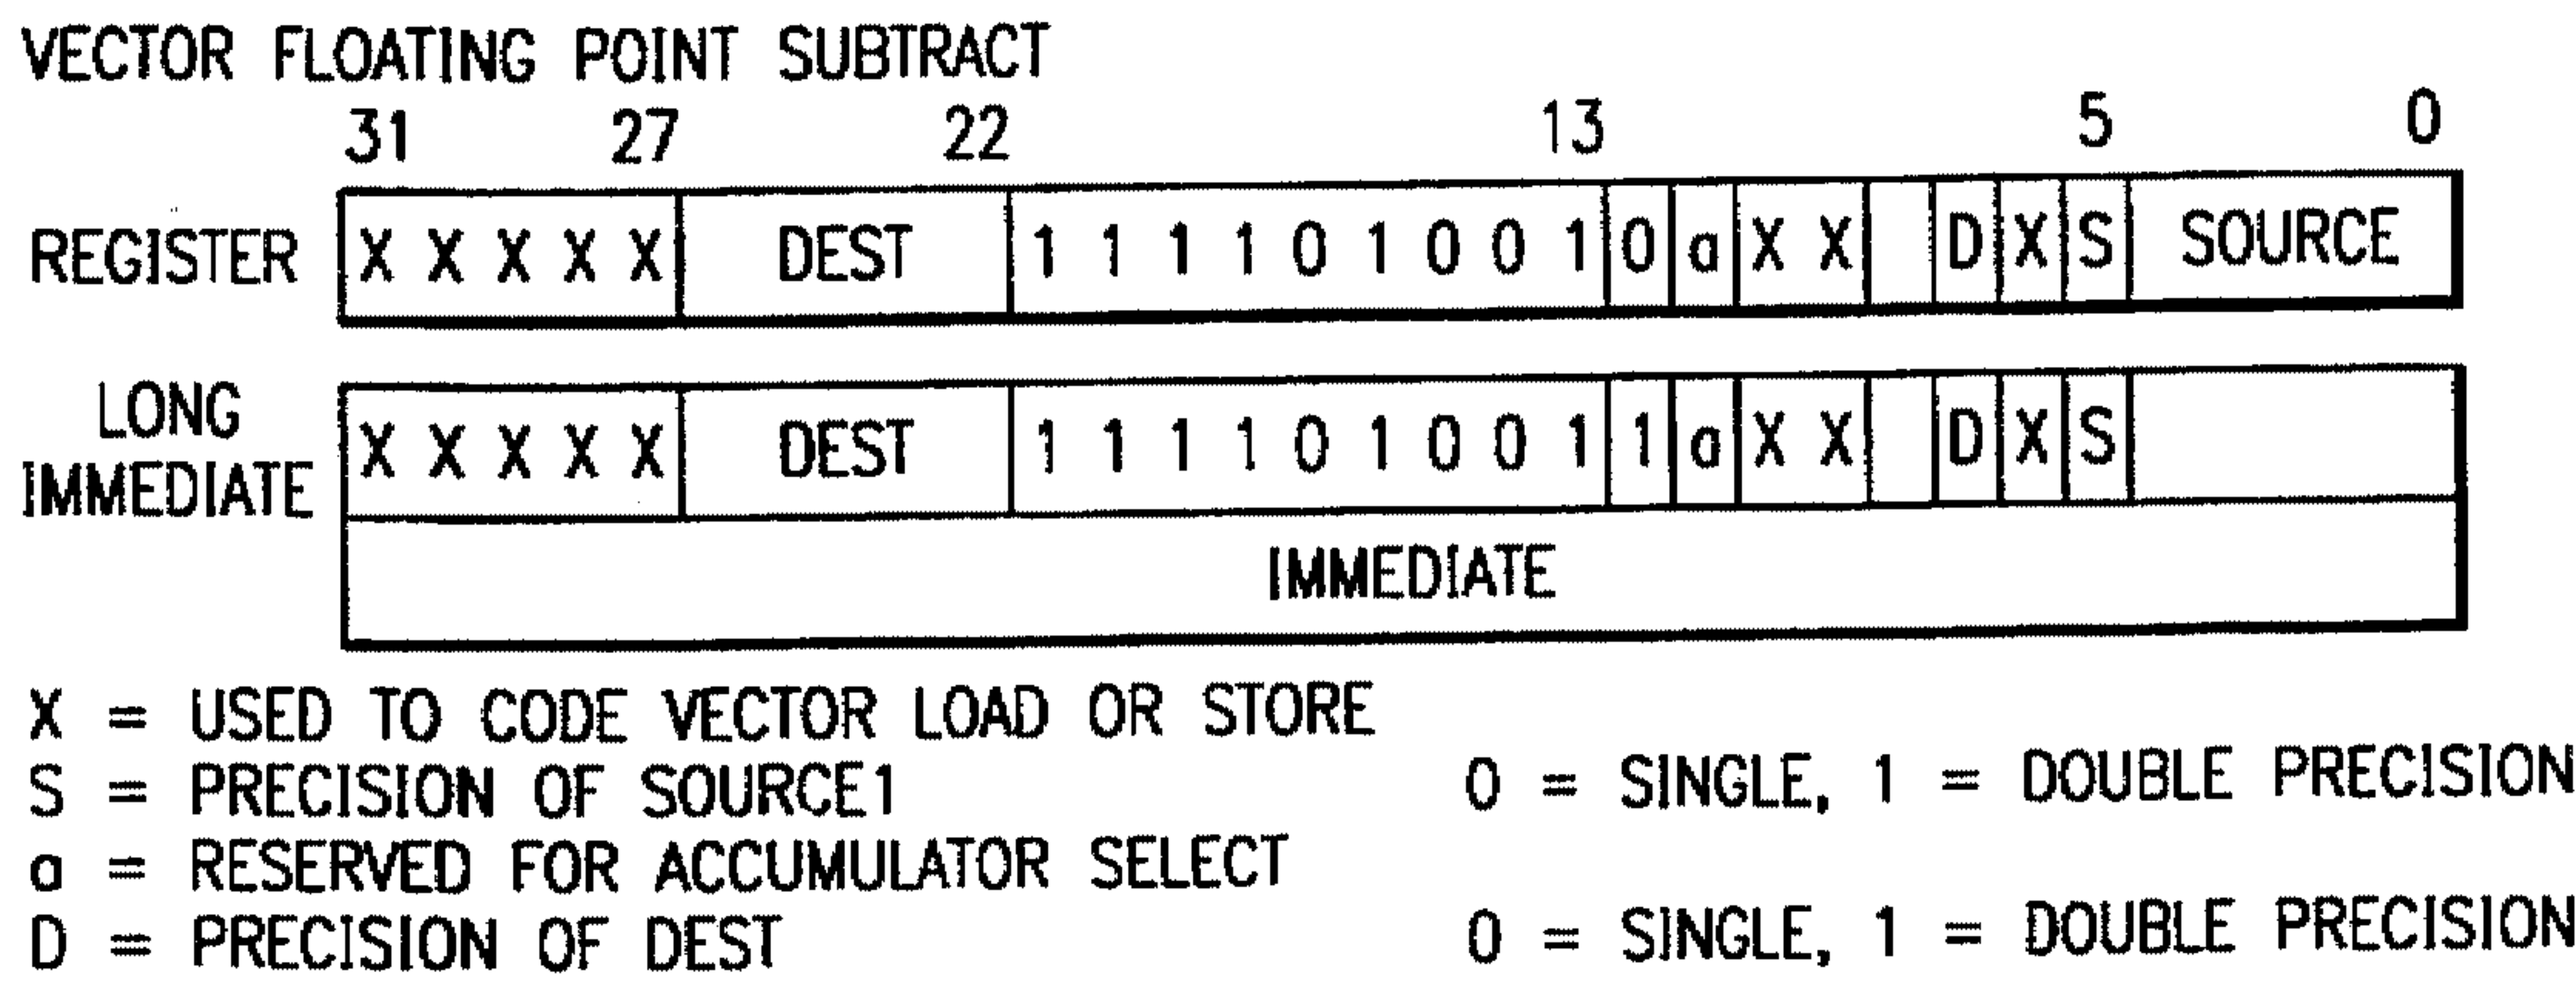 VECTOR FLOATING POINT SUBTRACT
31 27 22 13 5 0
REGISTER X X X X X DEST 1 1 1 1 0 1 0 0 1 0 a X X D X S SOURCE
LONG
IMMEDIATE X X X X X DEST 1 1 1 1 0 1 0 0 1 1 a X X D X S
IMMEDIATE
X = USED TO CODE VECTOR LOAD OR STORE
S = PRECISION OF SOURCE1 0 = SINGLE, 1 = DOUBLE PRECISION
a = RESERVED FOR ACCUMULATOR SELECT
D = PRECISION OF DEST 0 = SINGLE, 1 = DOUBLE PRECISION